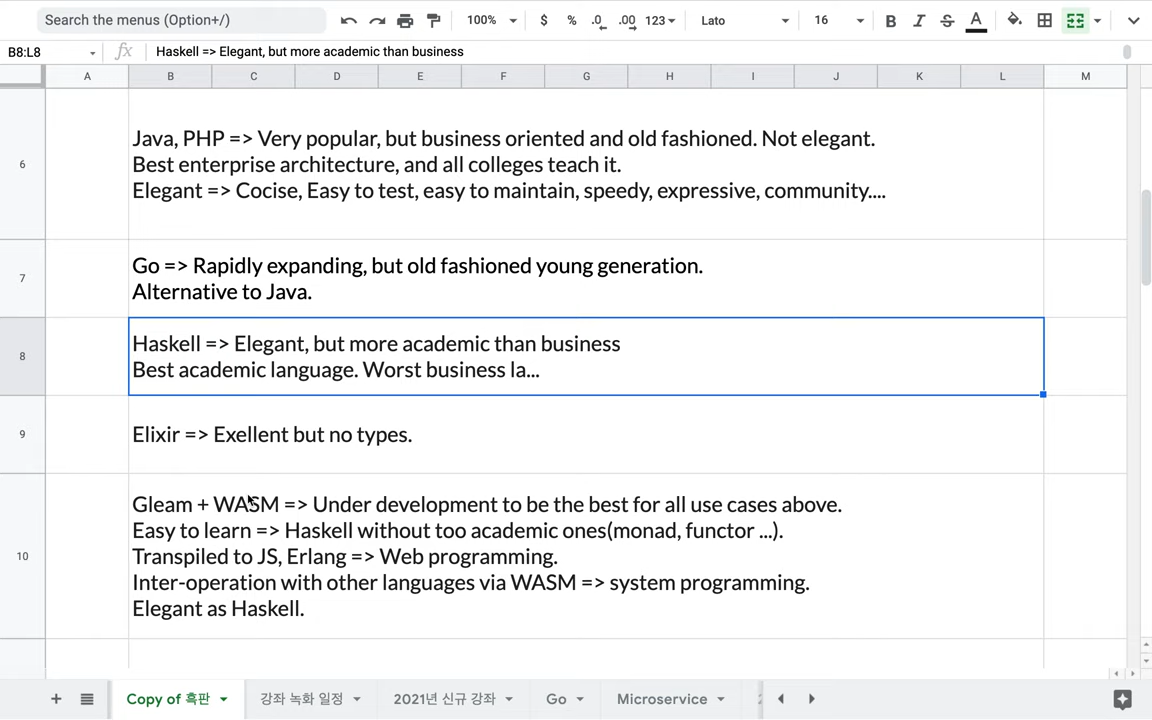 Search the menus (Option+/)
100%
$
%
.0
.00
123
Lato
16
B
I
S
A
B8:L8
fx
Haskell => Elegant, but more academic than business
A B C D E F G H I J K L M
6
Java, PHP => Very popular, but business oriented and old fashioned. Not elegant.
Best enterprise architecture, and all colleges teach it.
Elegant => Cocise, Easy to test, easy to maintain, speedy, expressive, community....
7
Go => Rapidly expanding, but old fashioned young generation.
Alternative to Java.
8
Haskell => Elegant, but more academic than business
Best academic language. Worst business la...
9
Elixir => Exellent but no types.
10
Gleam + WASM => Under development to be the best for all use cases above.
Easy to learn => Haskell without too academic ones(monad, functor ...).
Transpiled to JS, Erlang => Web programming.
Inter-operation with other languages via WASM => system programming.
Elegant as Haskell.
Copy of 흑판
강좌 녹화 일정
2021년 신규 강좌
Go
Microservice